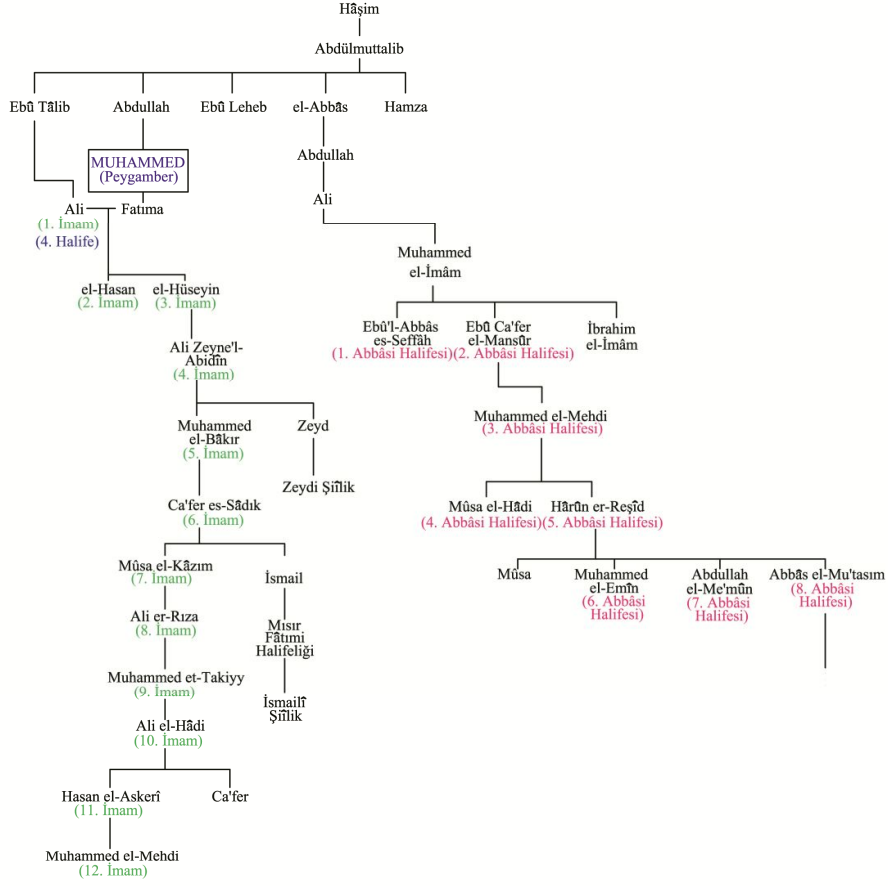 Hâşim
Abdülmuttalib
Ebû Tâlib
Abdullah
Ebû Leheb
el-Abbâs
Hamza
MUHAMMED
(Peygamber)
Ali
(1. İmam)
(4. Halife)
Fatıma
Abdullah
Ali
Muhammed
el-İmâm
el-Hasan
(2. İmam)
el-Hüseyin
(3. İmam)
Ebû'l-Abbâs
es-Seffâh
(1. Abbâsi Halifesi)
Ebû Ca'fer
el-Mansûr
(2. Abbâsi Halifesi)
İbrahim
el-İmâm
Ali Zeyne'l-
Abidîn
(4. İmam)
Muhammed
el-Bâkır
(5. İmam)
Zeyd
Zeydi Şiîlik
Muhammed el-Mehdi
(3. Abbâsi Halifesi)
Ca'fer es-Sâdık
(6. İmam)
Mûsa el-Hâdi
(4. Abbâsi Halifesi)
Hârûn er-Reşîd
(5. Abbâsi Halifesi)
Mûsa el-Kâzım
(7. İmam)
İsmail
Mûsa
Muhammed
el-Emîn
(6. Abbâsi
Halifesi)
Abdullah
el-Me'mûn
(7. Abbâsi
Halifesi)
Abbâs el-Mu'tasım
(8. Abbâsi
Halifesi)
Ali er-Rıza
(8. İmam)
Mısır
Fâtımi
Halifeliği
Muhammed et-Takiyy
(9. İmam)
İsmailî
Şiîlik
Ali el-Hâdi
(10. İmam)
Hasan el-Askerî
(11. İmam)
Ca'fer
Muhammed el-Mehdi
(12. İmam)